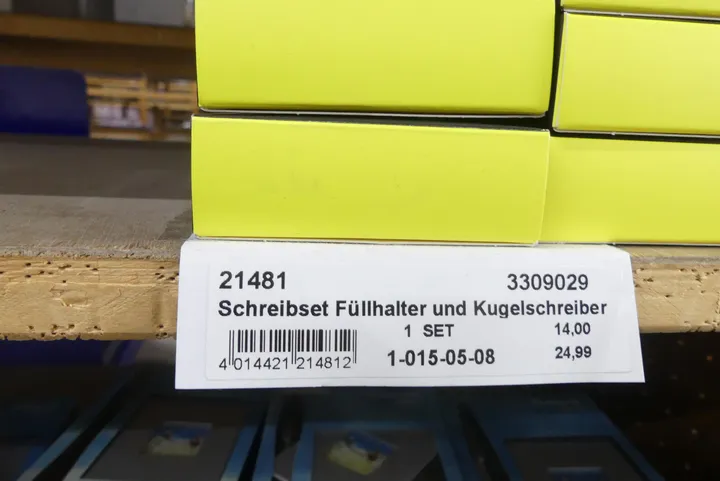 21481 3309029
Schreibset Füllhalter und Kugelschreiber
1 SET 14,00
4 014421 214812 1-015-05-08 24,99